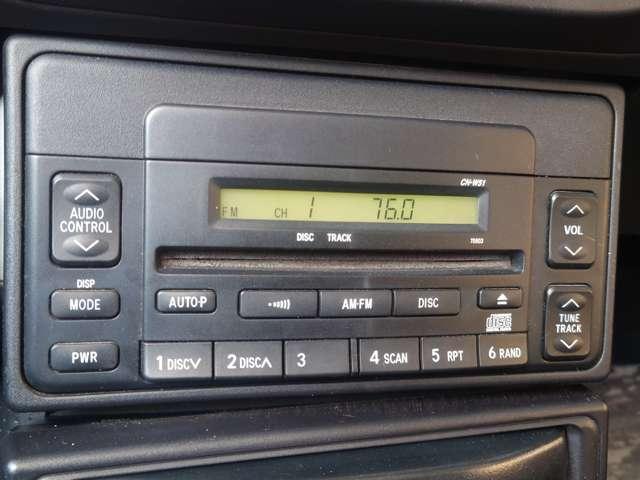 CN-W51
AUDIO
CONTROL
FM CH 1 76.0
VOL
DISC TRACK
DISP
MODE
AUTO·P
AM·FM
DISC
disc
TUNE
TRACK
PWR
1 DISC
2 DISC
3
4 SCAN
5 RPT
6 RAND